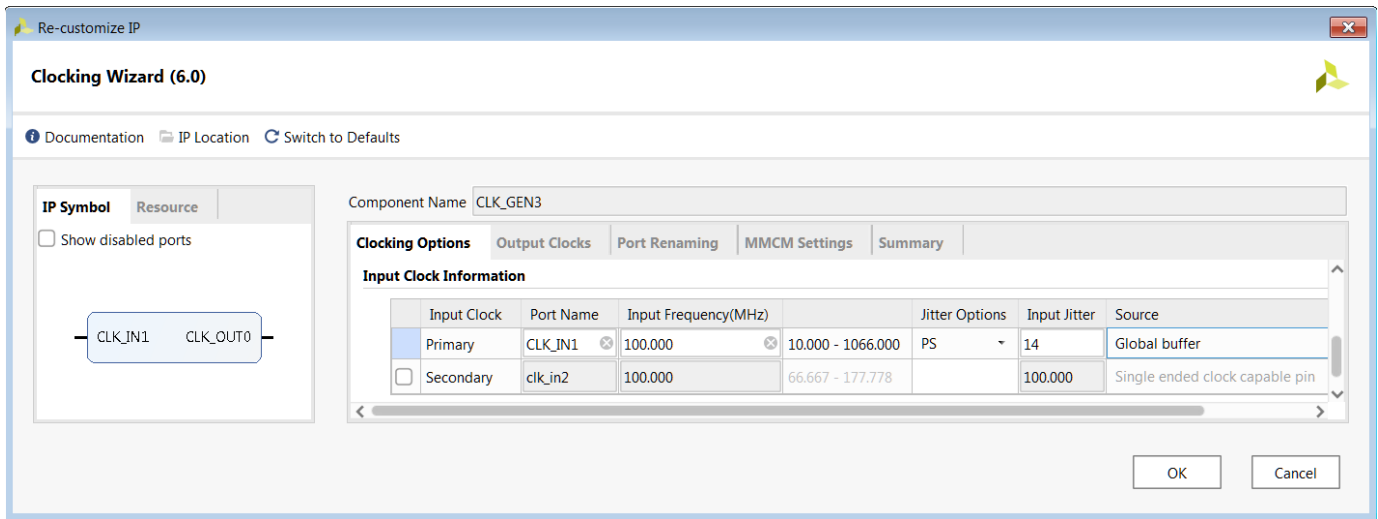 Re-customize IP
Clocking Wizard (6.0)
Documentation IP Location Switch to Defaults
IP Symbol Resource
Show disabled ports
CLK_IN1 CLK_OUT0
Component Name CLK_GEN3
Clocking Options Output Clocks Port Renaming MMCM Settings Summary
Input Clock Information
Input Clock Port Name Input Frequency(MHz) Jitter Options Input Jitter Source
Primary CLK_IN1 100.000 10.000 - 1066.000 PS 14 Global buffer
Secondary clk_in2 100.000 66.667 - 177.778 100.000 Single ended clock capable pin
OK Cancel